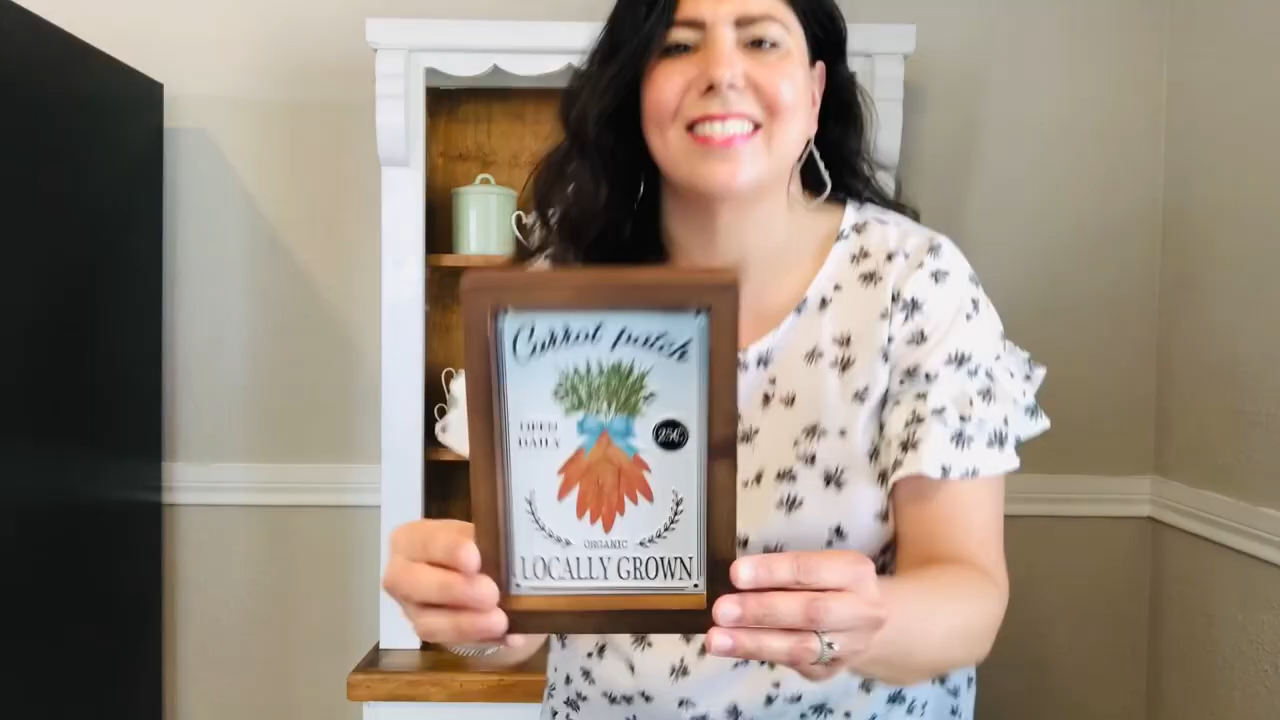 Carrot patch
OPEN
DAILY
25¢
ORGANIC
LOCALLY GROWN